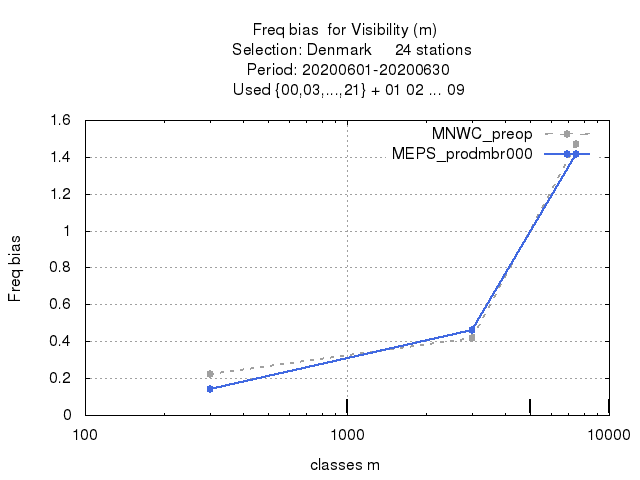 Freq bias  for Visibility (m)
Selection: Denmark     24 stations
Period: 20200601-20200630
Used {00,03,...,21} + 01 02 ... 09
MNWC_preop
MEPS_prodmbr000
1.6
1.4
1.2
1
0.8
0.6
0.4
0.2
0
Freq bias
100
1000
10000
classes m